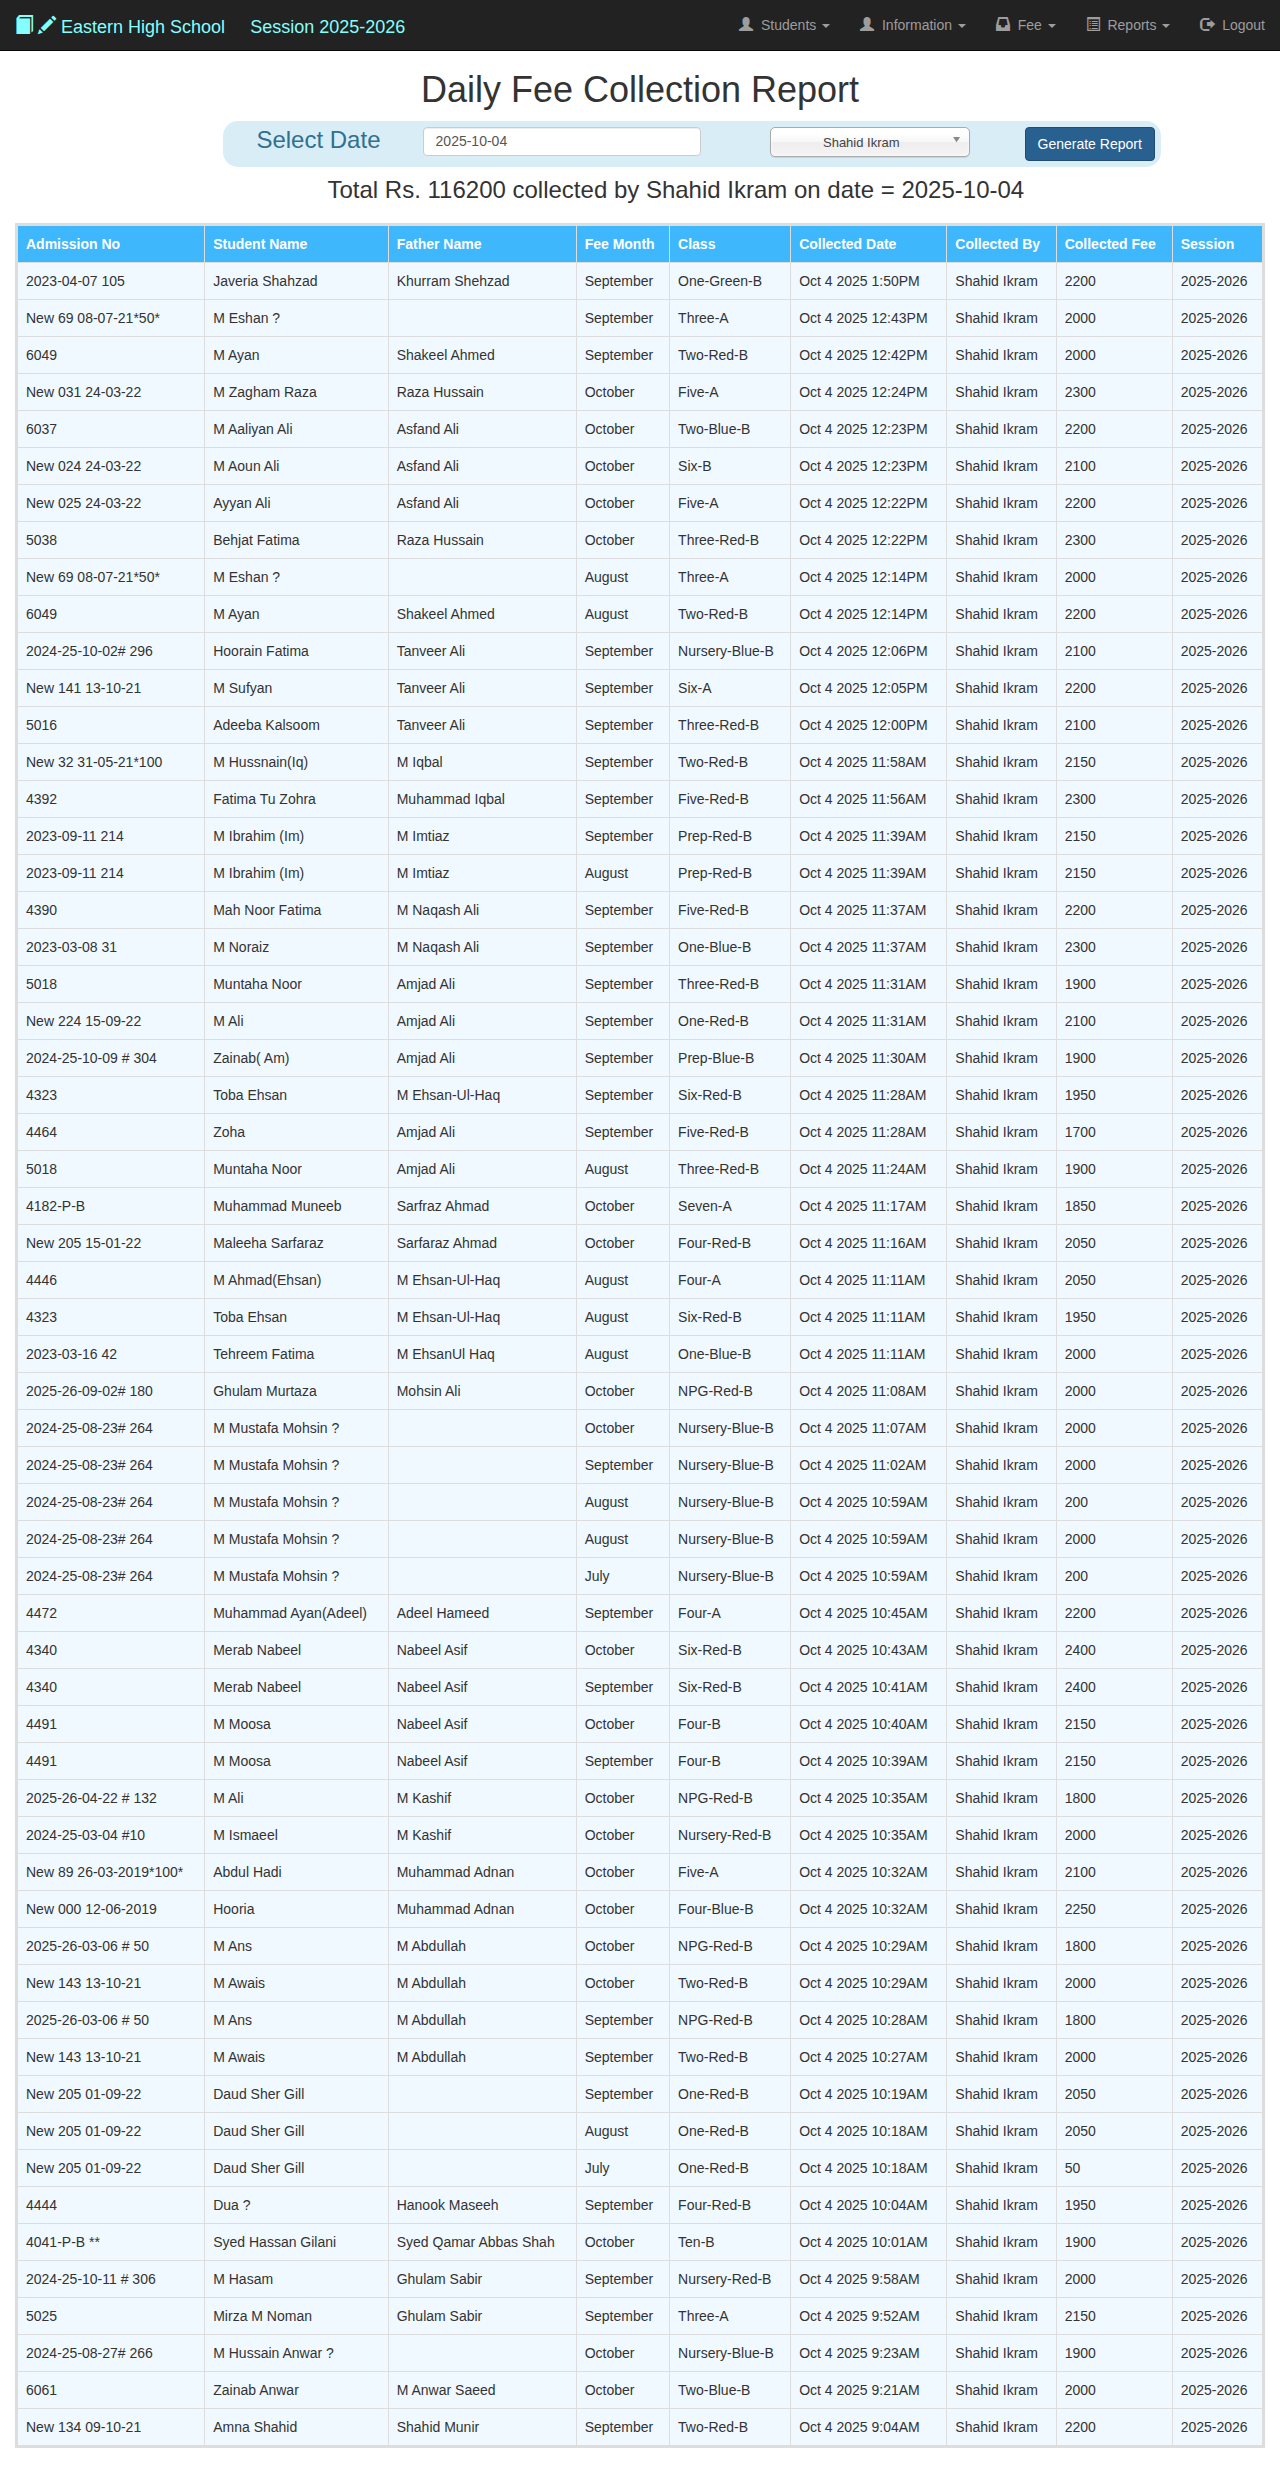 Eastern High School Session 2025-2026 Students Information Fee Reports Logout
Daily Fee Collection Report
Select Date 2025-10-04 Shahid Ikram Generate Report
Total Rs. 116200 collected by Shahid Ikram on date = 2025-10-04
Admission No Student Name Father Name Fee Month Class Collected Date Collected By Collected Fee Session
2023-04-07 105 Javeria Shahzad Khurram Shehzad September One-Green-B Oct 4 2025 1:50PM Shahid Ikram 2200 2025-2026
New 69 08-07-21*50* M Eshan ? September Three-A Oct 4 2025 12:43PM Shahid Ikram 2000 2025-2026
6049 M Ayan Shakeel Ahmed September Two-Red-B Oct 4 2025 12:42PM Shahid Ikram 2000 2025-2026
New 031 24-03-22 M Zagham Raza Raza Hussain October Five-A Oct 4 2025 12:24PM Shahid Ikram 2300 2025-2026
6037 M Aaliyan Ali Asfand Ali October Two-Blue-B Oct 4 2025 12:23PM Shahid Ikram 2200 2025-2026
New 024 24-03-22 M Aoun Ali Asfand Ali October Six-B Oct 4 2025 12:23PM Shahid Ikram 2100 2025-2026
New 025 24-03-22 Ayyan Ali Asfand Ali October Five-A Oct 4 2025 12:22PM Shahid Ikram 2200 2025-2026
5038 Behjat Fatima Raza Hussain October Three-Red-B Oct 4 2025 12:22PM Shahid Ikram 2300 2025-2026
New 69 08-07-21*50* M Eshan ? August Three-A Oct 4 2025 12:14PM Shahid Ikram 2000 2025-2026
6049 M Ayan Shakeel Ahmed August Two-Red-B Oct 4 2025 12:14PM Shahid Ikram 2200 2025-2026
2024-25-10-02# 296 Hoorain Fatima Tanveer Ali September Nursery-Blue-B Oct 4 2025 12:06PM Shahid Ikram 2100 2025-2026
New 141 13-10-21 M Sufyan Tanveer Ali September Six-A Oct 4 2025 12:05PM Shahid Ikram 2200 2025-2026
5016 Adeeba Kalsoom Tanveer Ali September Three-Red-B Oct 4 2025 12:00PM Shahid Ikram 2100 2025-2026
New 32 31-05-21*100 M Hussnain(Iq) M Iqbal September Two-Red-B Oct 4 2025 11:58AM Shahid Ikram 2150 2025-2026
4392 Fatima Tu Zohra Muhammad Iqbal September Five-Red-B Oct 4 2025 11:56AM Shahid Ikram 2300 2025-2026
2023-09-11 214 M Ibrahim (Im) M Imtiaz September Prep-Red-B Oct 4 2025 11:39AM Shahid Ikram 2150 2025-2026
2023-09-11 214 M Ibrahim (Im) M Imtiaz August Prep-Red-B Oct 4 2025 11:39AM Shahid Ikram 2150 2025-2026
4390 Mah Noor Fatima M Naqash Ali September Five-Red-B Oct 4 2025 11:37AM Shahid Ikram 2200 2025-2026
2023-03-08 31 M Noraiz M Naqash Ali September One-Blue-B Oct 4 2025 11:37AM Shahid Ikram 2300 2025-2026
5018 Muntaha Noor Amjad Ali September Three-Red-B Oct 4 2025 11:31AM Shahid Ikram 1900 2025-2026
New 224 15-09-22 M Ali Amjad Ali September One-Red-B Oct 4 2025 11:31AM Shahid Ikram 2100 2025-2026
2024-25-10-09 # 304 Zainab( Am) Amjad Ali September Prep-Blue-B Oct 4 2025 11:30AM Shahid Ikram 1900 2025-2026
4323 Toba Ehsan M Ehsan-Ul-Haq September Six-Red-B Oct 4 2025 11:28AM Shahid Ikram 1950 2025-2026
4464 Zoha Amjad Ali September Five-Red-B Oct 4 2025 11:28AM Shahid Ikram 1700 2025-2026
5018 Muntaha Noor Amjad Ali August Three-Red-B Oct 4 2025 11:24AM Shahid Ikram 1900 2025-2026
4182-P-B Muhammad Muneeb Sarfraz Ahmad October Seven-A Oct 4 2025 11:17AM Shahid Ikram 1850 2025-2026
New 205 15-01-22 Maleeha Sarfaraz Sarfaraz Ahmad October Four-Red-B Oct 4 2025 11:16AM Shahid Ikram 2050 2025-2026
4446 M Ahmad(Ehsan) M Ehsan-Ul-Haq August Four-A Oct 4 2025 11:11AM Shahid Ikram 2050 2025-2026
4323 Toba Ehsan M Ehsan-Ul-Haq August Six-Red-B Oct 4 2025 11:11AM Shahid Ikram 1950 2025-2026
2023-03-16 42 Tehreem Fatima M EhsanUl Haq August One-Blue-B Oct 4 2025 11:11AM Shahid Ikram 2000 2025-2026
2025-26-09-02# 180 Ghulam Murtaza Mohsin Ali October NPG-Red-B Oct 4 2025 11:08AM Shahid Ikram 2000 2025-2026
2024-25-08-23# 264 M Mustafa Mohsin ? October Nursery-Blue-B Oct 4 2025 11:07AM Shahid Ikram 2000 2025-2026
2024-25-08-23# 264 M Mustafa Mohsin ? September Nursery-Blue-B Oct 4 2025 11:02AM Shahid Ikram 2000 2025-2026
2024-25-08-23# 264 M Mustafa Mohsin ? August Nursery-Blue-B Oct 4 2025 10:59AM Shahid Ikram 200 2025-2026
2024-25-08-23# 264 M Mustafa Mohsin ? August Nursery-Blue-B Oct 4 2025 10:59AM Shahid Ikram 2000 2025-2026
2024-25-08-23# 264 M Mustafa Mohsin ? July Nursery-Blue-B Oct 4 2025 10:59AM Shahid Ikram 200 2025-2026
4472 Muhammad Ayan(Adeel) Adeel Hameed September Four-A Oct 4 2025 10:45AM Shahid Ikram 2200 2025-2026
4340 Merab Nabeel Nabeel Asif October Six-Red-B Oct 4 2025 10:43AM Shahid Ikram 2400 2025-2026
4340 Merab Nabeel Nabeel Asif September Six-Red-B Oct 4 2025 10:41AM Shahid Ikram 2400 2025-2026
4491 M Moosa Nabeel Asif October Four-B Oct 4 2025 10:40AM Shahid Ikram 2150 2025-2026
4491 M Moosa Nabeel Asif September Four-B Oct 4 2025 10:39AM Shahid Ikram 2150 2025-2026
2025-26-04-22 # 132 M Ali M Kashif October NPG-Red-B Oct 4 2025 10:35AM Shahid Ikram 1800 2025-2026
2024-25-03-04 #10 M Ismaeel M Kashif October Nursery-Red-B Oct 4 2025 10:35AM Shahid Ikram 2000 2025-2026
New 89 26-03-2019*100* Abdul Hadi Muhammad Adnan October Five-A Oct 4 2025 10:32AM Shahid Ikram 2100 2025-2026
New 000 12-06-2019 Hooria Muhammad Adnan October Four-Blue-B Oct 4 2025 10:32AM Shahid Ikram 2250 2025-2026
2025-26-03-06 # 50 M Ans M Abdullah October NPG-Red-B Oct 4 2025 10:29AM Shahid Ikram 1800 2025-2026
New 143 13-10-21 M Awais M Abdullah October Two-Red-B Oct 4 2025 10:29AM Shahid Ikram 2000 2025-2026
2025-26-03-06 # 50 M Ans M Abdullah September NPG-Red-B Oct 4 2025 10:28AM Shahid Ikram 1800 2025-2026
New 143 13-10-21 M Awais M Abdullah September Two-Red-B Oct 4 2025 10:27AM Shahid Ikram 2000 2025-2026
New 205 01-09-22 Daud Sher Gill September One-Red-B Oct 4 2025 10:19AM Shahid Ikram 2050 2025-2026
New 205 01-09-22 Daud Sher Gill August One-Red-B Oct 4 2025 10:18AM Shahid Ikram 2050 2025-2026
New 205 01-09-22 Daud Sher Gill July One-Red-B Oct 4 2025 10:18AM Shahid Ikram 50 2025-2026
4444 Dua ? Hanook Maseeh September Four-Red-B Oct 4 2025 10:04AM Shahid Ikram 1950 2025-2026
4041-P-B ** Syed Hassan Gilani Syed Qamar Abbas Shah October Ten-B Oct 4 2025 10:01AM Shahid Ikram 1900 2025-2026
2024-25-10-11 # 306 M Hasam Ghulam Sabir September Nursery-Red-B Oct 4 2025 9:58AM Shahid Ikram 2000 2025-2026
5025 Mirza M Noman Ghulam Sabir September Three-A Oct 4 2025 9:52AM Shahid Ikram 2150 2025-2026
2024-25-08-27# 266 M Hussain Anwar ? October Nursery-Blue-B Oct 4 2025 9:23AM Shahid Ikram 1900 2025-2026
6061 Zainab Anwar M Anwar Saeed October Two-Blue-B Oct 4 2025 9:21AM Shahid Ikram 2000 2025-2026
New 134 09-10-21 Amna Shahid Shahid Munir September Two-Red-B Oct 4 2025 9:04AM Shahid Ikram 2200 2025-2026